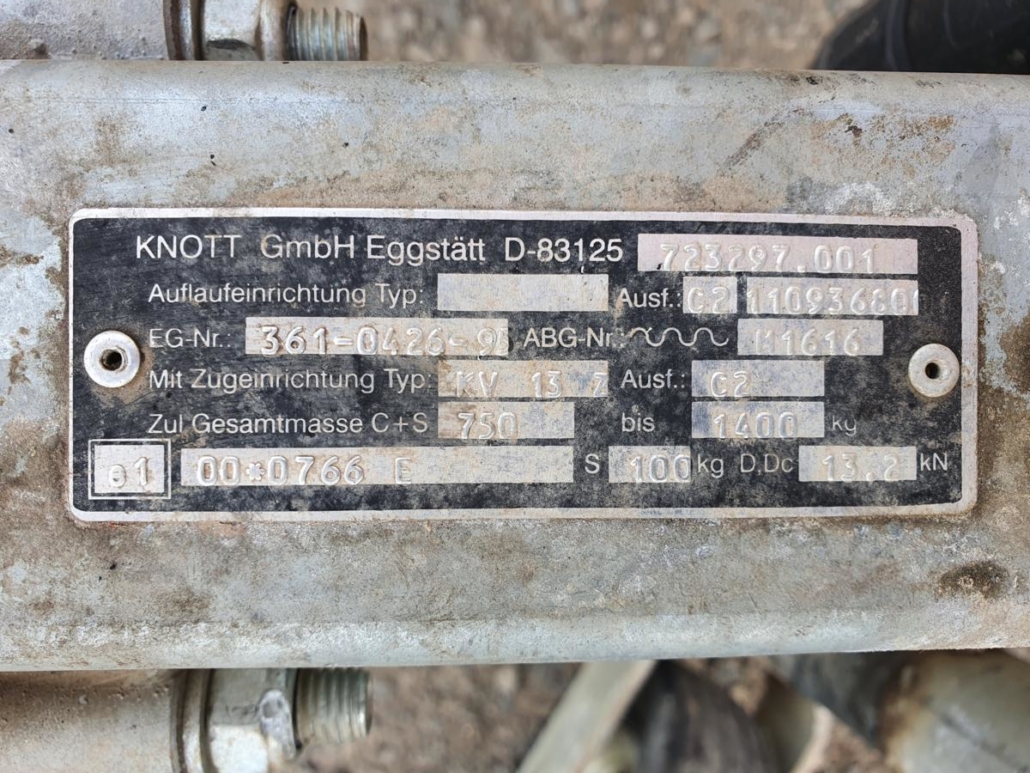 KNOTT GmbH Eggstätt D-83125 723297.001
Auflaufeinrichtung Typ: Ausf.: C2
EG-Nr.: 361-0426-9 ABG-Nr.: M1616
Mit Zugeinrichtung Typ: KV 13 Ausf.: C2
Zul Gesamtmasse C+S 750 bis 1400 kg
e1 00*0766 E S 100 kg D,Dc 13,2 kN